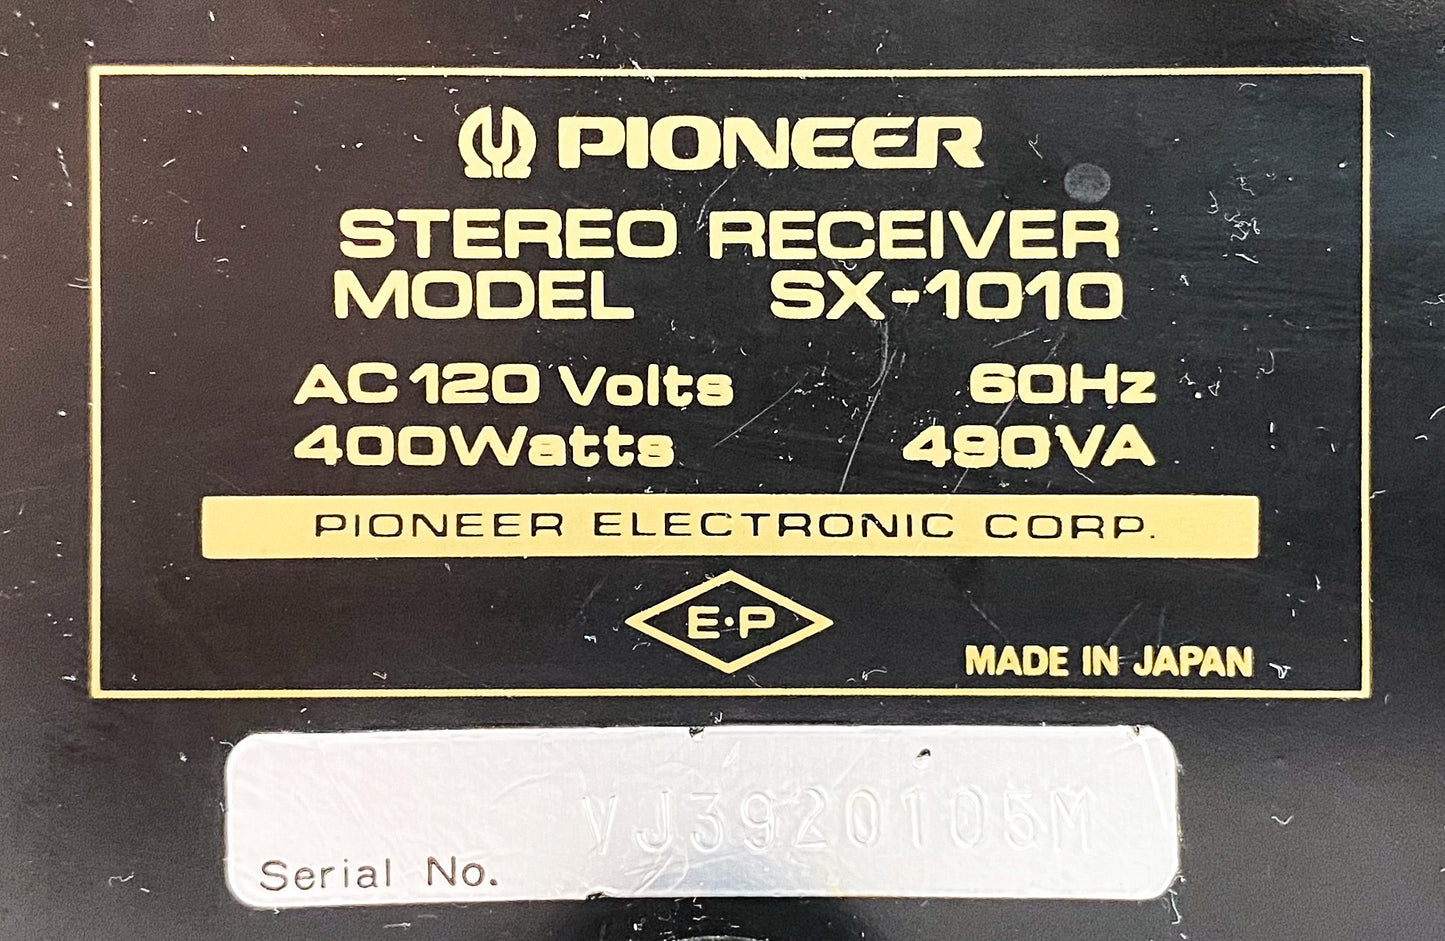 PIONEER
STEREO RECEIVER
MODEL SX-1010
AC 120 Volts 60Hz
400Watts 490VA
PIONEER ELECTRONIC CORP.
E·P
MADE IN JAPAN
VJ3920105M
Serial No.